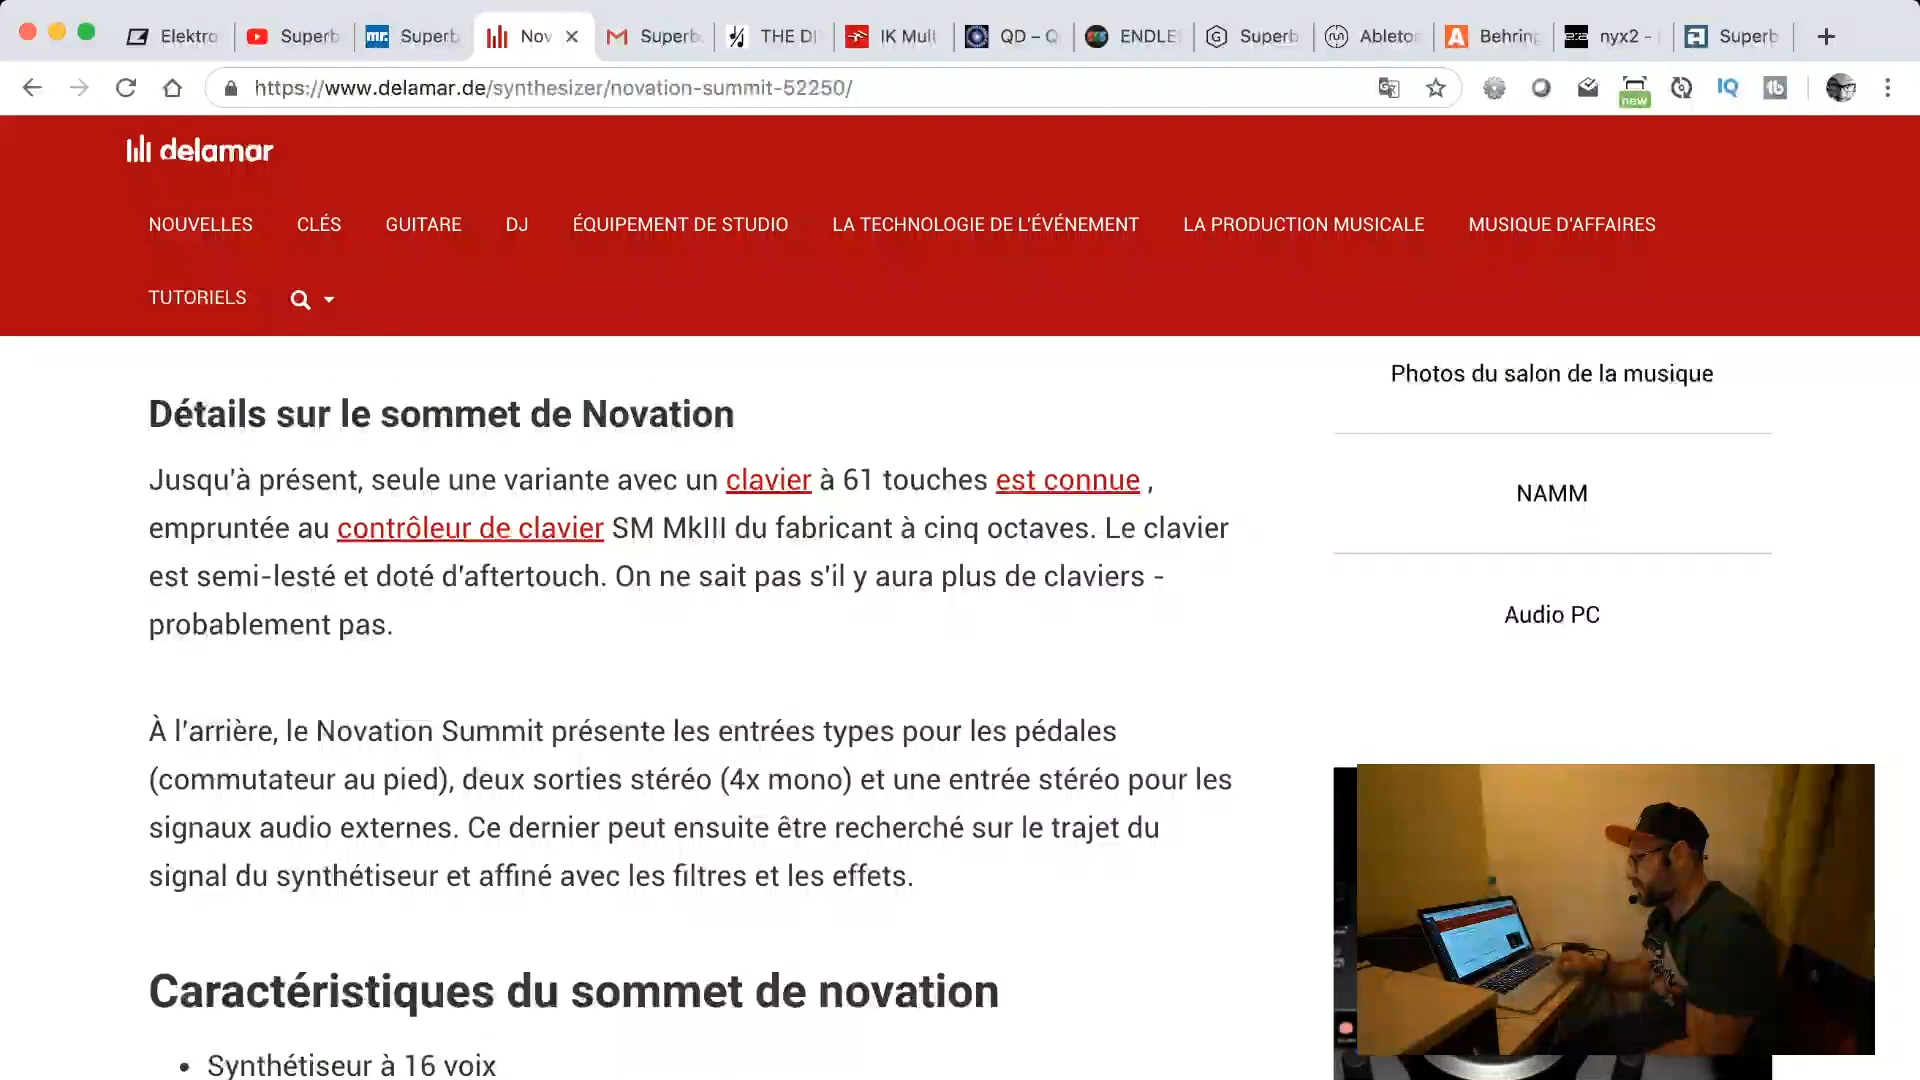 Elektro
Superb
mr. Superb
Nov
Superb
THE D
IK Mul
QD – Q
ENDLE
Superb
Ableto
Behring
nyx2 -
Superb
https://www.delamar.de/synthesizer/novation-summit-52250/
new
IQ
delamar
NOUVELLES CLÉS GUITARE DJ ÉQUIPEMENT DE STUDIO LA TECHNOLOGIE DE L'ÉVÉNEMENT LA PRODUCTION MUSICALE MUSIQUE D'AFFAIRES
TUTORIELS
Détails sur le sommet de Novation
Jusqu'à présent, seule une variante avec un clavier à 61 touches est connue ,
empruntée au contrôleur de clavier SM MkIII du fabricant à cinq octaves. Le clavier
est semi-lesté et doté d'aftertouch. On ne sait pas s'il y aura plus de claviers -
probablement pas.
À l'arrière, le Novation Summit présente les entrées types pour les pédales
(commutateur au pied), deux sorties stéréo (4x mono) et une entrée stéréo pour les
signaux audio externes. Ce dernier peut ensuite être recherché sur le trajet du
signal du synthétiseur et affiné avec les filtres et les effets.
Caractéristiques du sommet de novation
• Synthétiseur à 16 voix
Photos du salon de la musique
NAMM
Audio PC